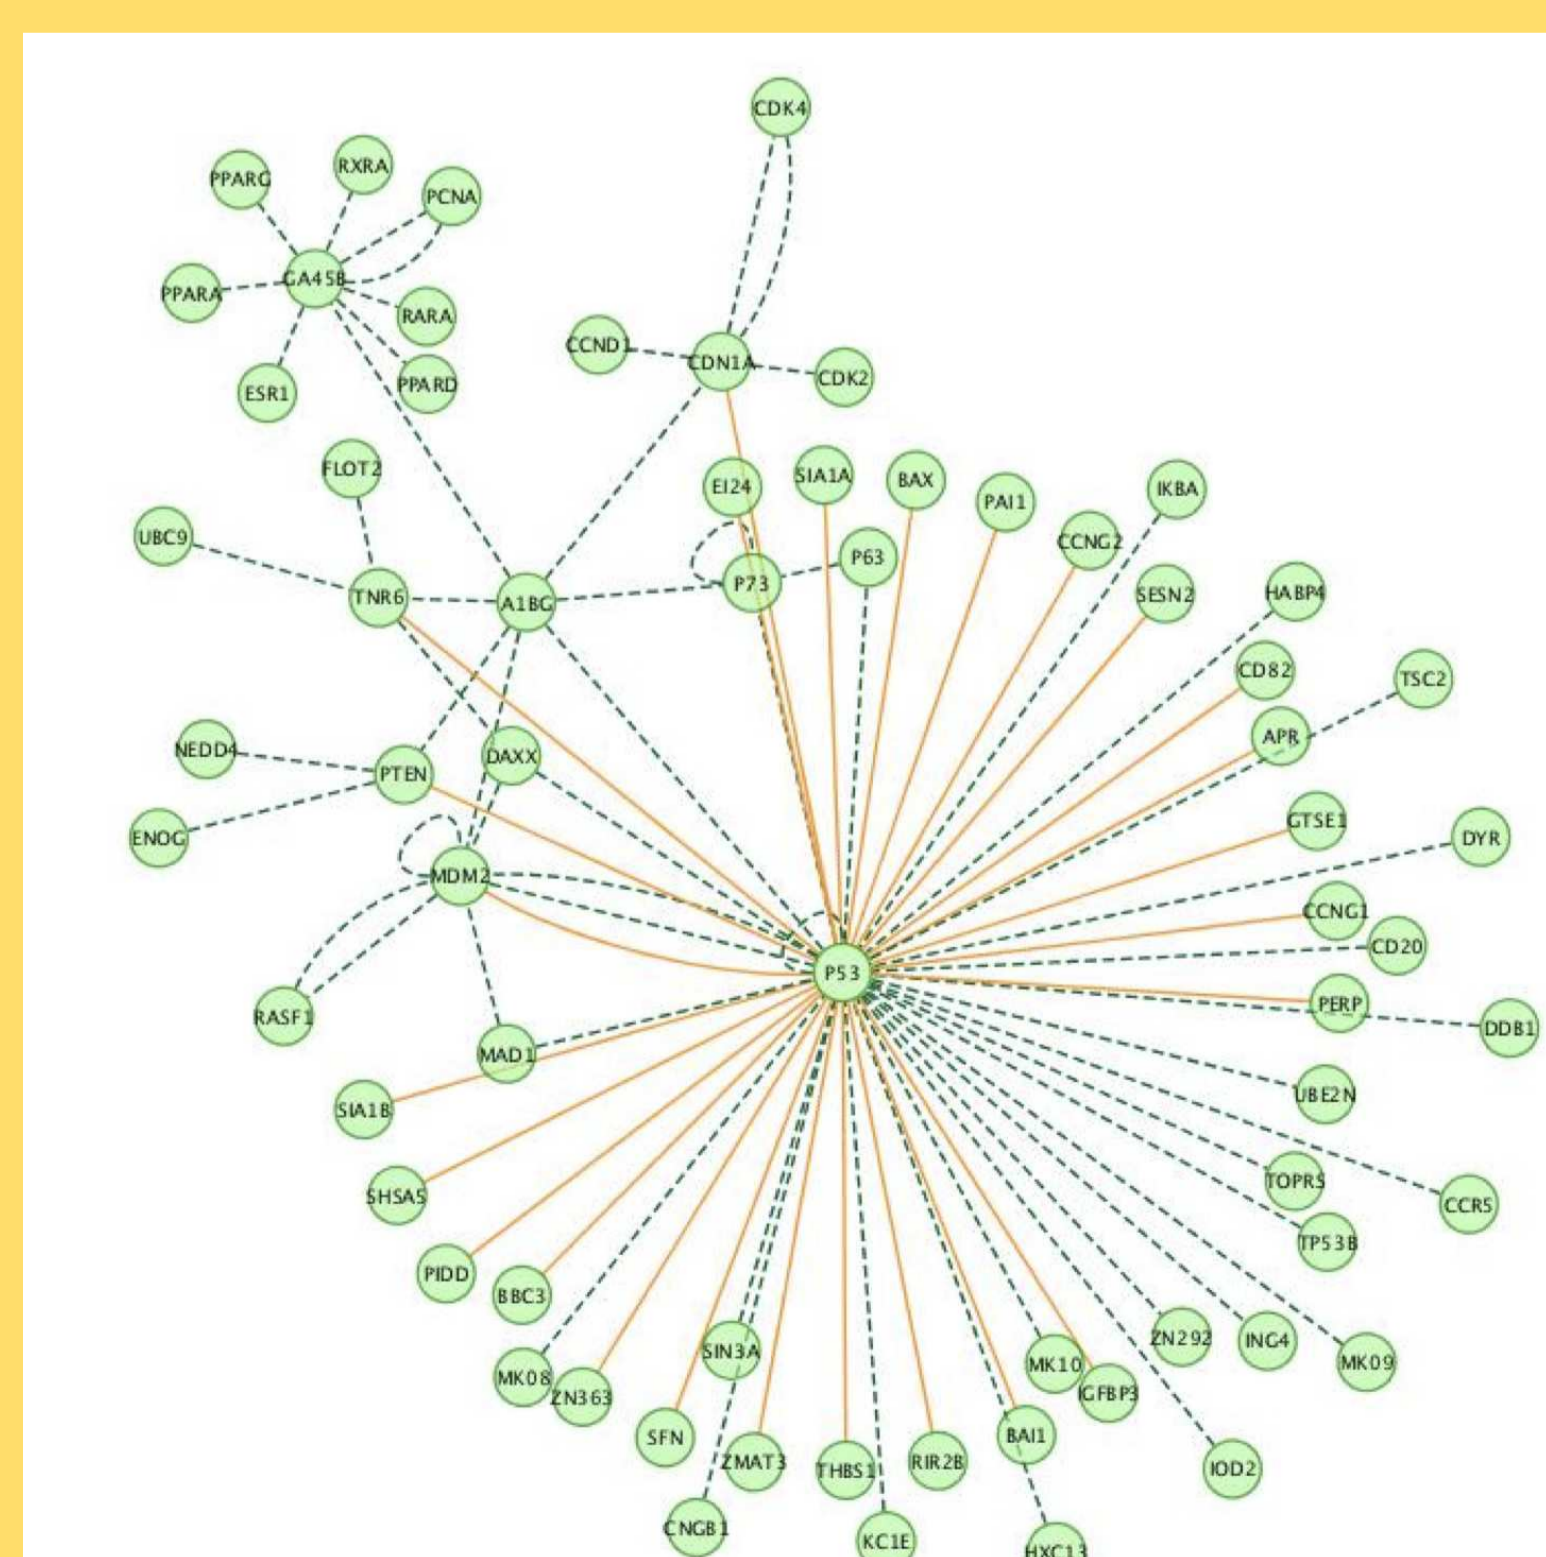 CDK4
RXRA
PPARG
PCNA
GA45B
PPARA
RARA
CCND1
CDN1A
CDK2
PPARD
ESR1
FLOT2
EI24
SIA1A
BAX
PAI1
IKBA
UBC9
CCNG2
P63
P73
TNR6
A1BG
SESN2
HABP4
CD82
TSC2
APR
NEDD4
DAXX
PTEN
GTSE1
ENOG
DYR
MDM2
CCNG1
CD20
P53
PERP
RASF1
DDB1
MAD1
UBE2N
SIA1B
TOPRS
SHSA5
CCR5
TP53B
PIDD
BBC3
ZN292
ING4
SIN3A
MK10
MK09
MK08
IGFBP3
ZN363
BAI1
SFN
ZMAT3
THBS1
RIR2B
IOD2
CNGB1
KC1E
HXC13